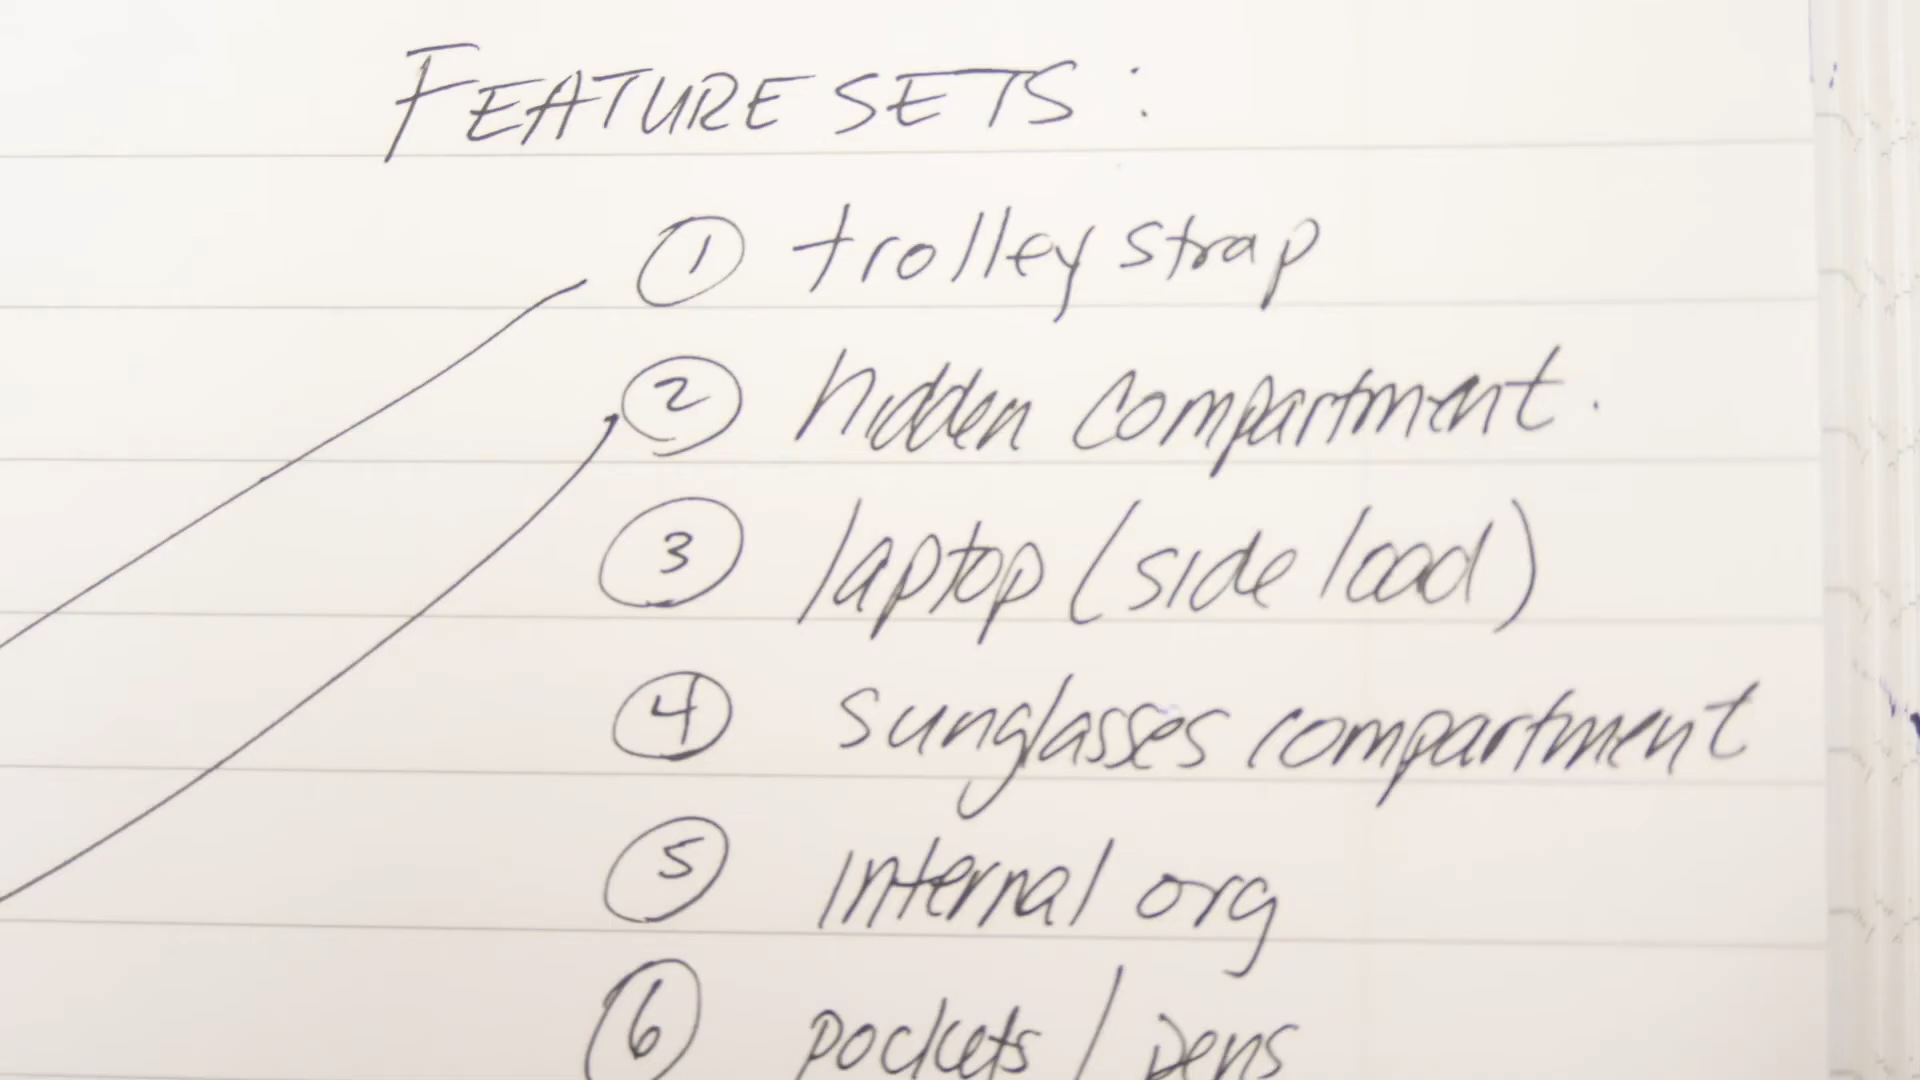 FEATURE SETS:
1 trolley strap
2 hidden compartment.
3 laptop (side load)
4 sunglasses compartment
5 internal org
6 pockets / pens